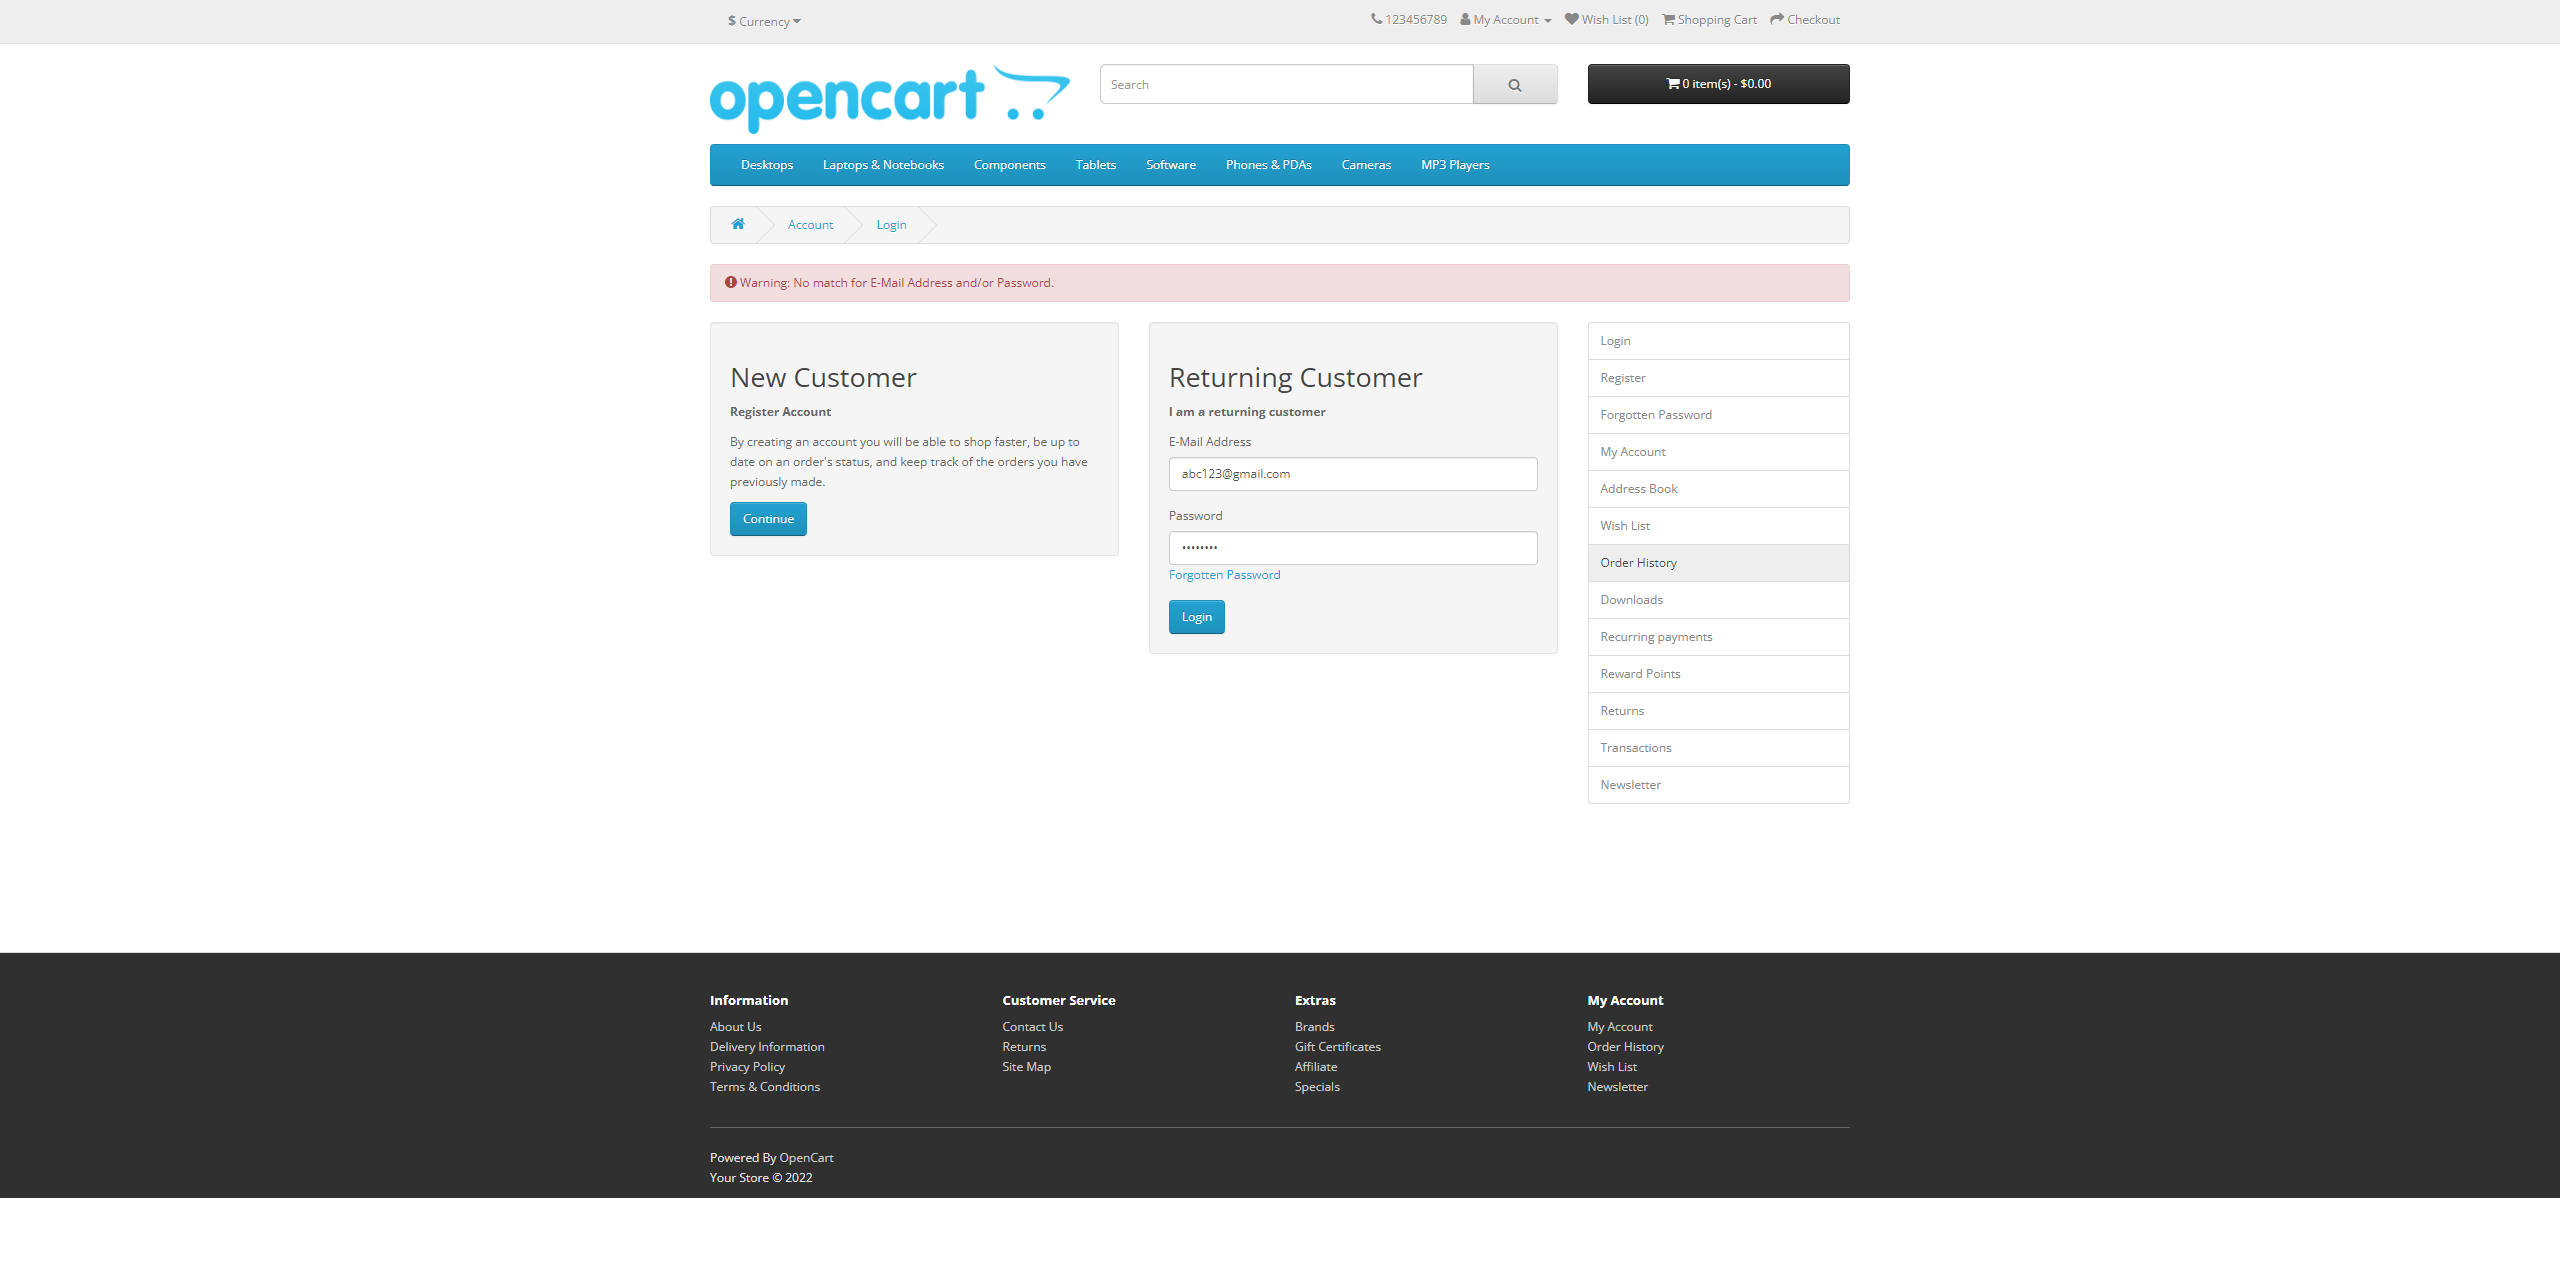 $ Currency
123456789 My Account Wish List (0) Shopping Cart Checkout
opencart
Search
0 item(s) - $0.00
Desktops Laptops & Notebooks Components Tablets Software Phones & PDAs Cameras MP3 Players
Account Login
Warning: No match for E-Mail Address and/or Password.
New Customer
Register Account
By creating an account you will be able to shop faster, be up to
date on an order's status, and keep track of the orders you have
previously made.
Continue
Returning Customer
I am a returning customer
E-Mail Address
abc123@gmail.com
Password
••••••••
Forgotten Password
Login
Login
Register
Forgotten Password
My Account
Address Book
Wish List
Order History
Downloads
Recurring payments
Reward Points
Returns
Transactions
Newsletter
Information
About Us
Delivery Information
Privacy Policy
Terms & Conditions
Customer Service
Contact Us
Returns
Site Map
Extras
Brands
Gift Certificates
Affiliate
Specials
My Account
My Account
Order History
Wish List
Newsletter
Powered By OpenCart
Your Store © 2022